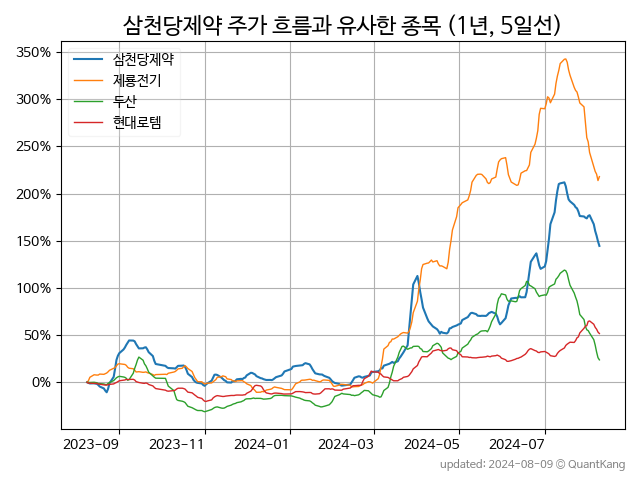 삼천당제약 주가 흐름과 유사한 종목 (1년, 5일선)
350%
300%
250%
200%
150%
100%
50%
0%
삼천당제약
제룡전기
두산
현대로템
2023-09
2023-11
2024-01
2024-03
2024-05
2024-07
updated: 2024-08-09 © QuantKang